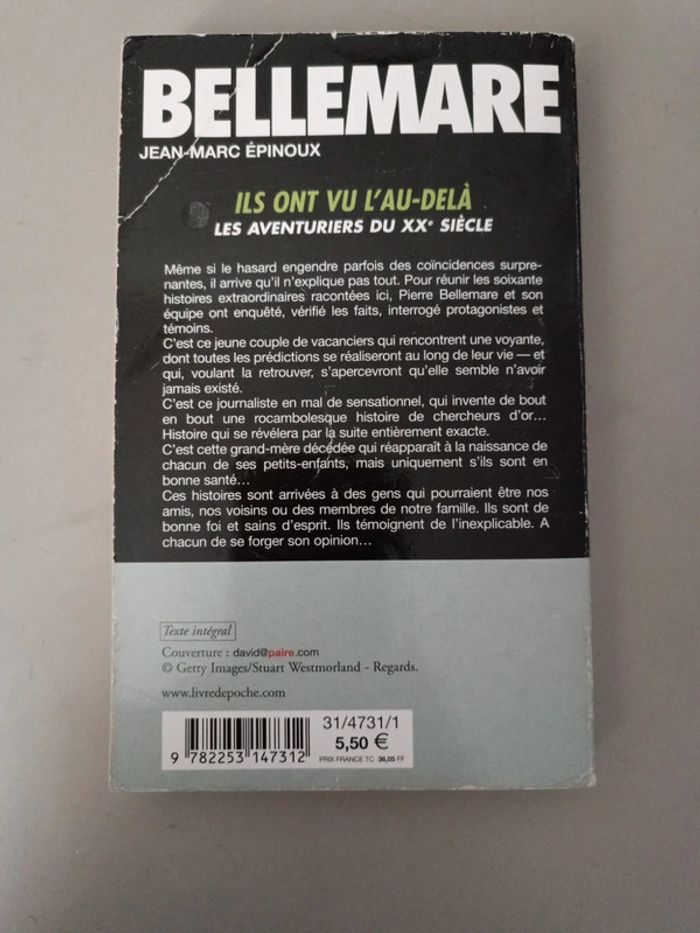 BELLEMARE
JEAN-MARC ÉPINOUX
ILS ONT VU L'AU-DELÀ
LES AVENTURIERS DU XXe SIÈCLE
Même si le hasard engendre parfois des coïncidences surpre-
nantes, il arrive qu'il n'explique pas tout. Pour réunir les soixante
histoires extraordinaires racontées ici, Pierre Bellemare et son
équipe ont enquêté, vérifié les faits, interrogé protagonistes et
témoins.
C'est ce jeune couple de vacanciers qui rencontrent une voyante,
dont toutes les prédictions se réaliseront au long de leur vie — et
qui, voulant la retrouver, s'apercevront qu'elle semble n'avoir
jamais existé.
C'est ce journaliste en mal de sensationnel, qui invente de bout
en bout une rocambolesque histoire de chercheurs d'or...
Histoire qui se révélera par la suite entièrement exacte.
C'est cette grand-mère décédée qui réapparaît à la naissance de
chacun de ses petits-enfants, mais uniquement s'ils sont en
bonne santé...
Ces histoires sont arrivées à des gens qui pourraient être nos
amis, nos voisins ou des membres de notre famille. Ils sont de
bonne foi et sains d'esprit. Ils témoignent de l'inexplicable. A
chacun de se forger son opinion...
Texte intégral
Couverture : david@paire.com
© Getty Images/Stuart Westmorland - Regards.
www.livredepoche.com
31/4731/1
5,50 €
PRIX FRANCE TC 36,05 FF
9 782253 147312